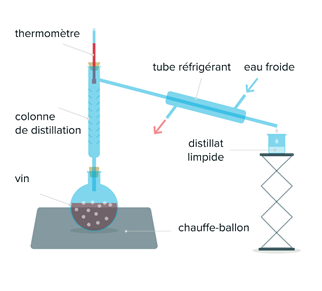 thermomètre
tube réfrigérant
eau froide
colonne
de distillation
distillat
limpide
vin
chauffe-ballon